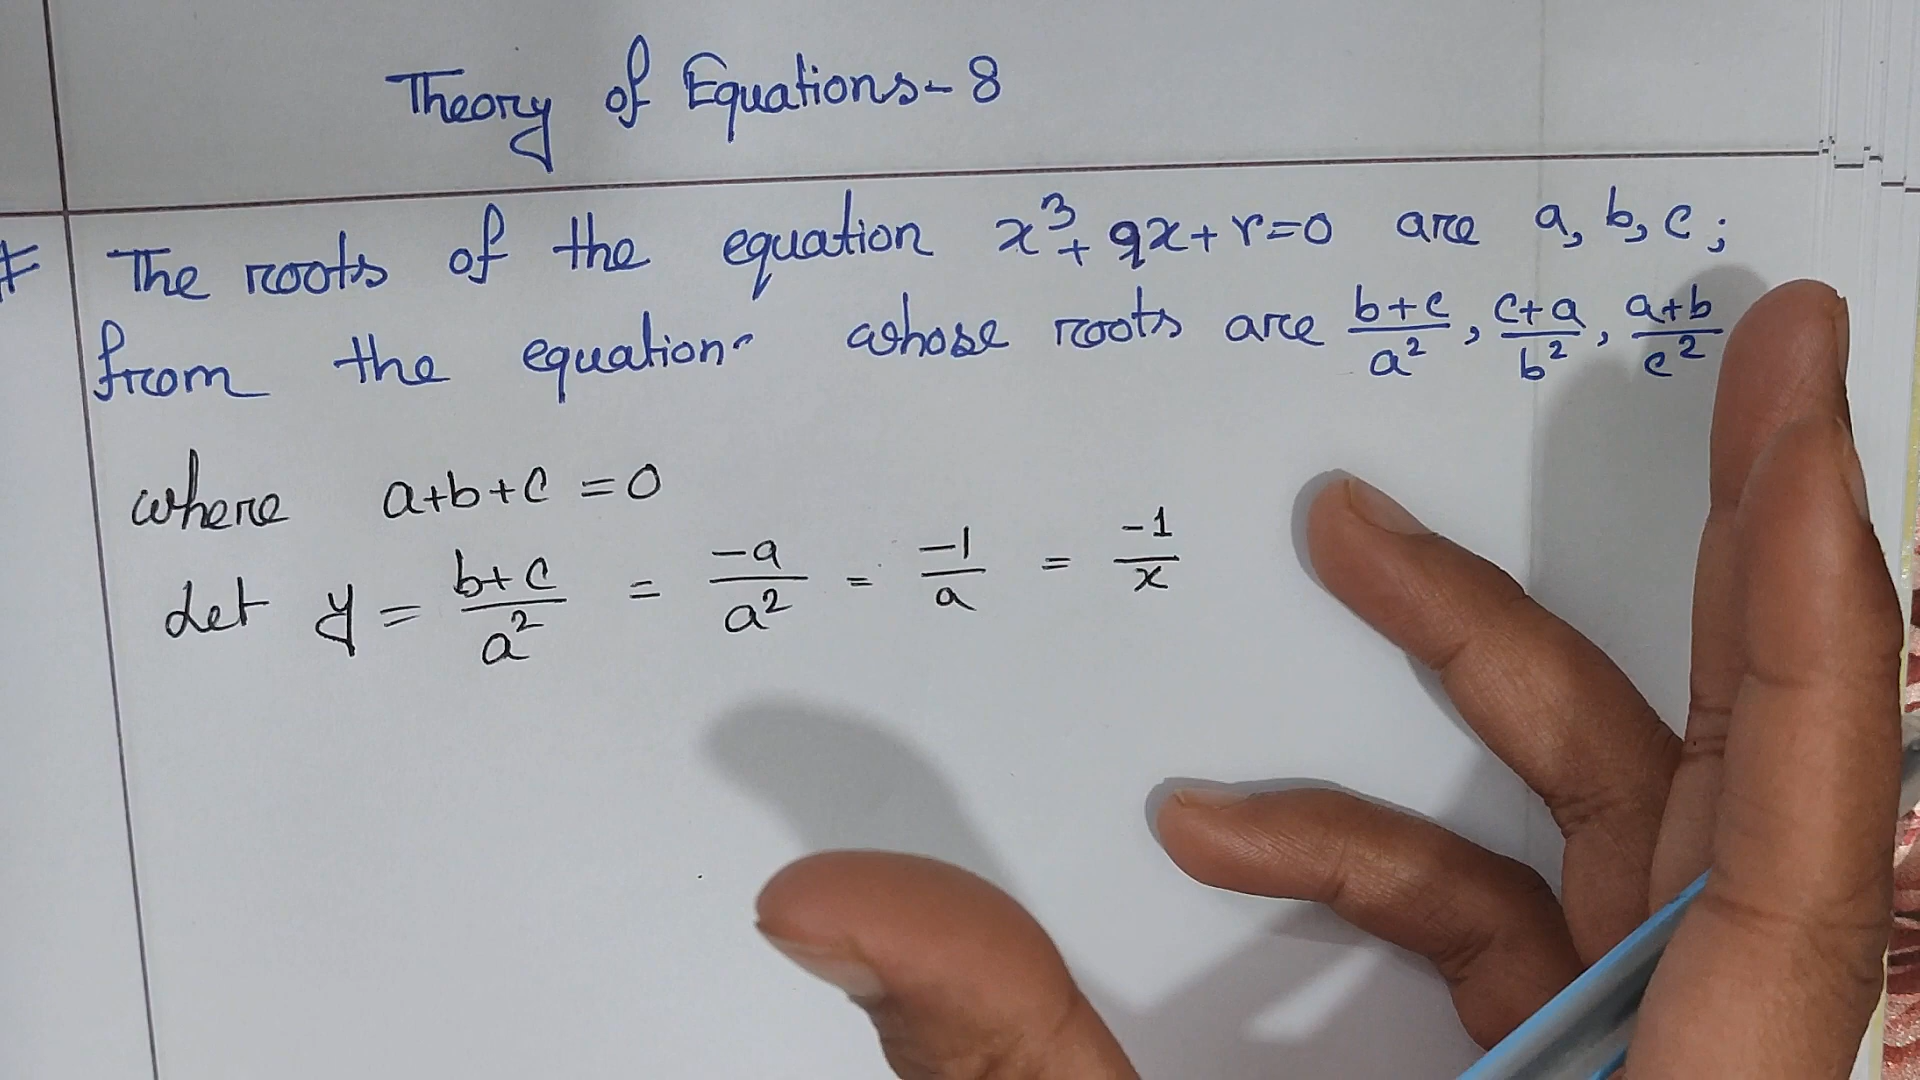 Theory of Equations-8
# The roots of the equation x³ + qx + r = 0 are a, b, c;
from the equation whose roots are b+c/a², c+a/b², a+b/c²
where a+b+c = 0
Let y = b+c/a² = -a/a² = -1/a = -1/x